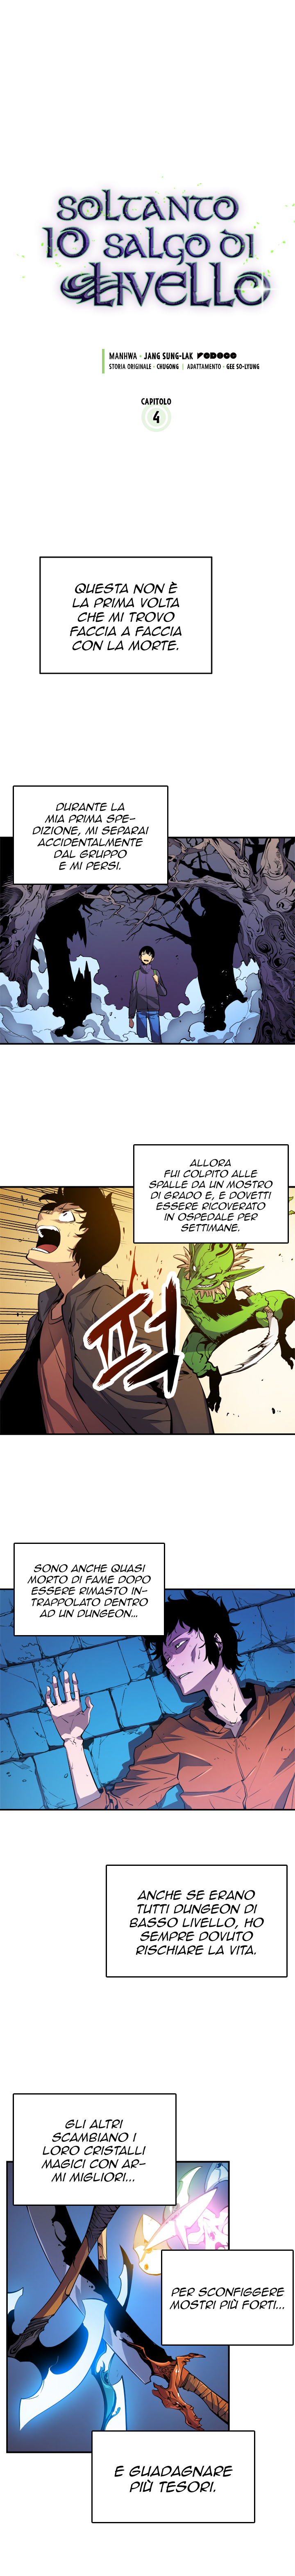 SOLTANTO
IO SALGO DI
LIVELLO
MANHWA · JANG SUNG-LAK REDICE
STORIA ORIGINALE · CHUGONG | ADATTAMENTO · GEE SO-LYUNG
CAPITOLO
4
QUESTA NON È
LA PRIMA VOLTA
CHE MI TROVO
FACCIA A FACCIA
CON LA MORTE.
DURANTE LA
MIA PRIMA SPE-
DIZIONE, MI SEPARAI
ACCIDENTALMENTE
DAL GRUPPO
E MI PERSI.
ALLORA
FUI COLPITO ALLE
SPALLE DA UN MOSTRO
DI GRADO E, E DOVETTI
ESSERE RICOVERATO
IN OSPEDALE PER
SETTIMANE.
퍽
SONO ANCHE QUASI
MORTO DI FAME DOPO
ESSERE RIMASTO IN-
TRAPPOLATO DENTRO
AD UN DUNGEON...
ANCHE SE ERANO
TUTTI DUNGEON DI
BASSO LIVELLO, HO
SEMPRE DOVUTO
RISCHIARE LA VITA.
GLI ALTRI
SCAMBIANO I
LORO CRISTALLI
MAGICI CON AR-
MI MIGLIORI...
PER SCONFIGGERE
MOSTRI PIÙ FORTI...
E GUADAGNARE
PIÙ TESORI.